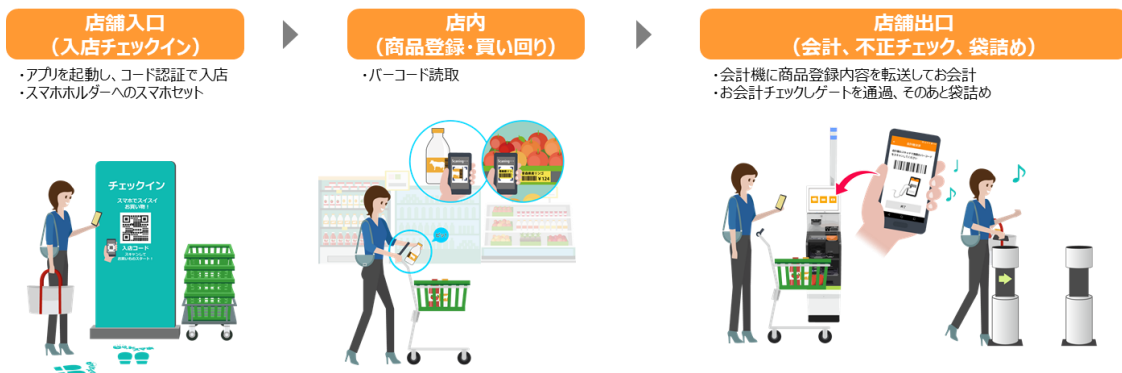 店舗入口
（入店チェックイン）
・アプリを起動し、コード認証で入店
・スマホホルダーへのスマホセット
チェックイン
スマホでスイスイ
お買い物！
入店コード
店内
（商品登録・買い回り）
・バーコード読取
¥124
店舗出口
（会計、不正チェック、袋詰め）
・会計機に商品登録内容を転送してお会計
・お会計チェックしゲートを通過、そのあと袋詰め